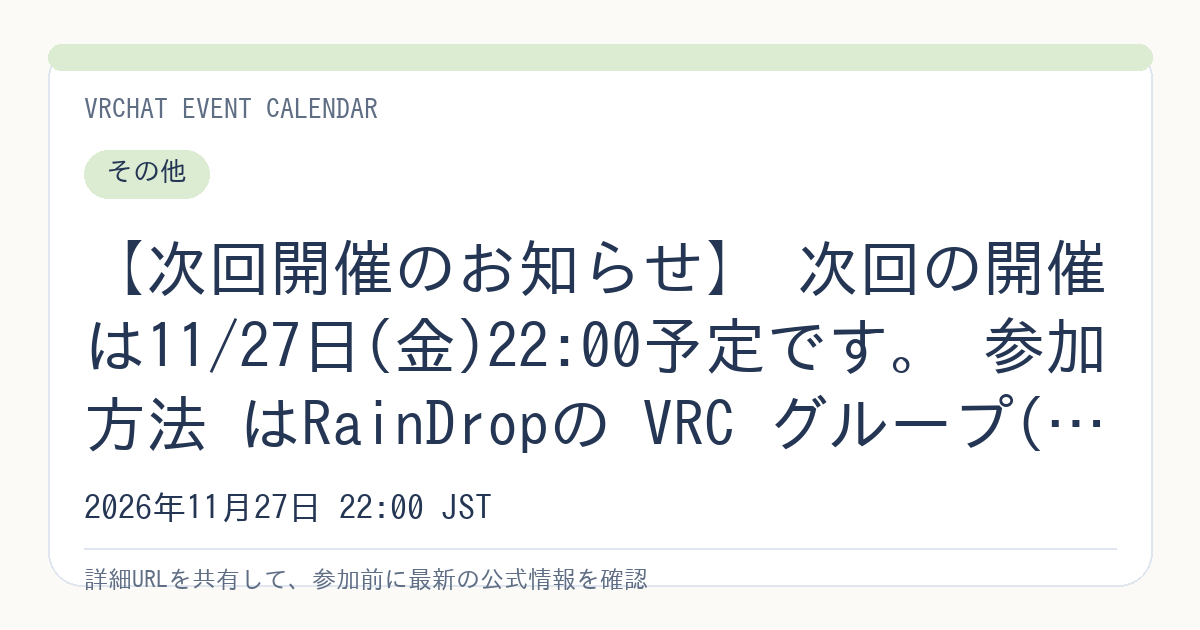 VRCHAT EVENT CALENDAR
その他
【次回開催のお知らせ】 次回の開催
は11/27日(金)22:00予定です。 参加
方法 はRainDropの VRC グループ(…
2026年11月27日 22:00 JST
詳細URLを共有して、参加前に最新の公式情報を確認